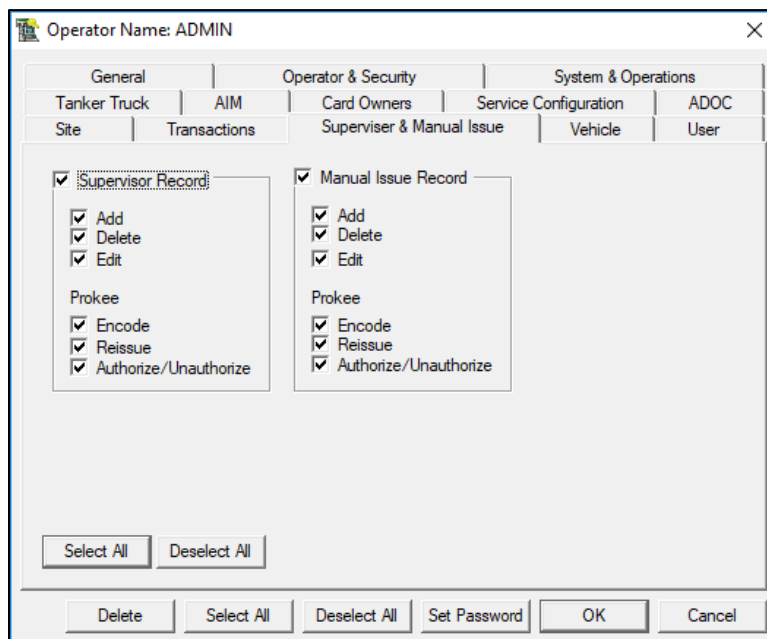 Operator Name: ADMIN
General Operator & Security System & Operations
Tanker Truck AIM Card Owners Service Configuration ADOC
Site Transactions Superviser & Manual Issue Vehicle User
Supervisor Record Manual Issue Record
Add Add
Delete Delete
Edit Edit
Prokee Prokee
Encode Encode
Reissue Reissue
Authorize/Unauthorize Authorize/Unauthorize
Select All Deselect All
Delete Select All Deselect All Set Password OK Cancel